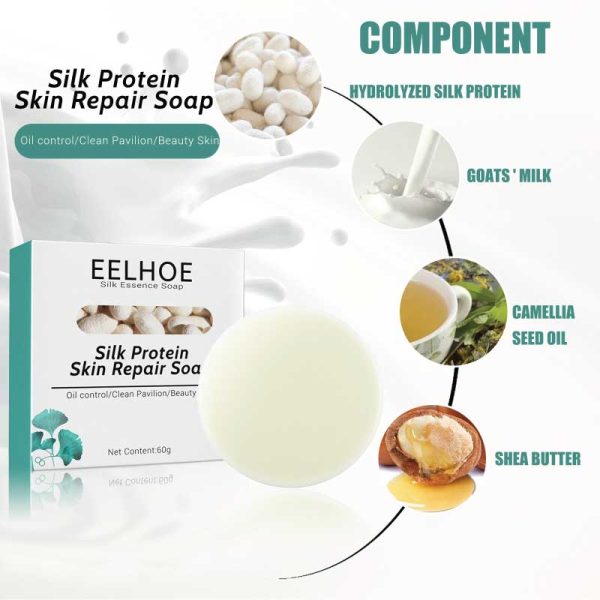 COMPONENT
Silk Protein
Skin Repair Soap
Oil control/Clean Pavilion/Beauty Skin
HYDROLYZED SILK PROTEIN
GOATS ' MILK
CAMELLIA
SEED OIL
SHEA BUTTER
EELHOE
Silk Essence Soap
Silk Protein
Skin Repair Soa
Oil control/Clean Pavilion/Beauty
Net Content:60g